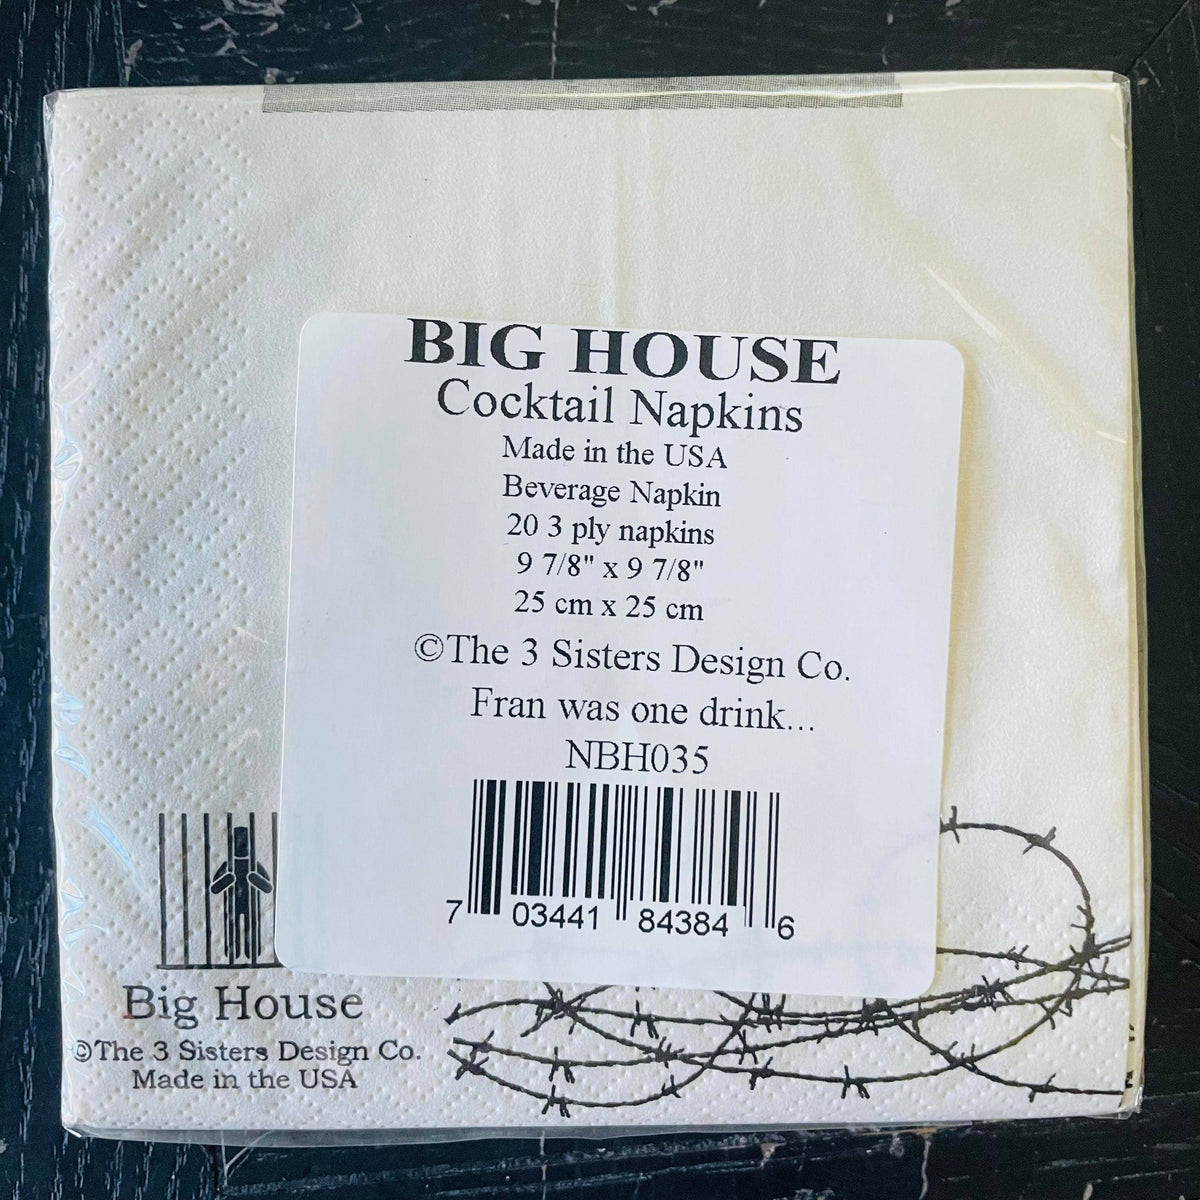 BIG HOUSE
Cocktail Napkins
Made in the USA
Beverage Napkin
20 3 ply napkins
9 7/8" x 9 7/8"
25 cm x 25 cm
©The 3 Sisters Design Co.
Fran was one drink...
NBH035
7 03441 84384 6
Big House
©The 3 Sisters Design Co.
Made in the USA